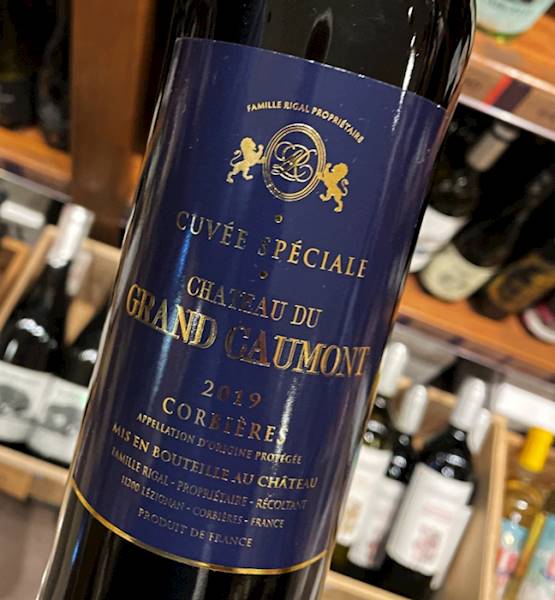 FAMILLE RIGAL PROPRIÉTAIRE
CUVÉE SPÉCIALE
CHATEAU DU
GRAND GAUMONT
2019
CORBIÈRES
APPELLATION D'ORIGINE PROTÉGÉE
MIS EN BOUTEILLE AU CHÂTEAU
FAMILLE RIGAL - PROPRIÉTAIRE - RÉCOLTANT
11200 LÉZIGNAN - CORBIÈRES - FRANCE
PRODUIT DE FRANCE